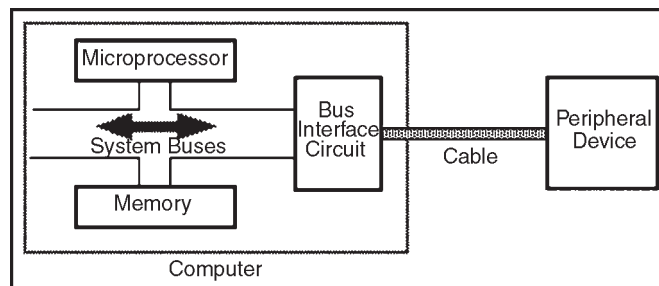 Microprocessor
System Buses
Memory
Bus
Interface
Circuit
Cable
Peripheral
Device
Computer